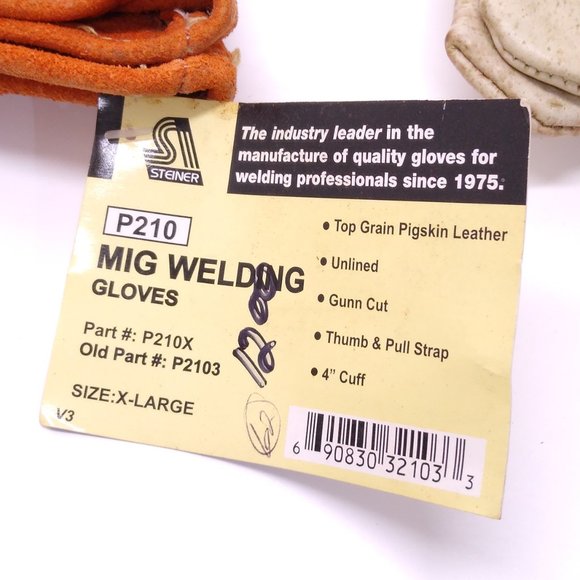 STEINER
The industry leader in the
manufacture of quality gloves for
welding professionals since 1975.
P210
MIG WELDING
GLOVES
Part #: P210X
Old Part #: P2103
SIZE:X-LARGE
V3
• Top Grain Pigskin Leather
• Unlined
• Gunn Cut
• Thumb & Pull Strap
• 4" Cuff
6 90830 32103 3